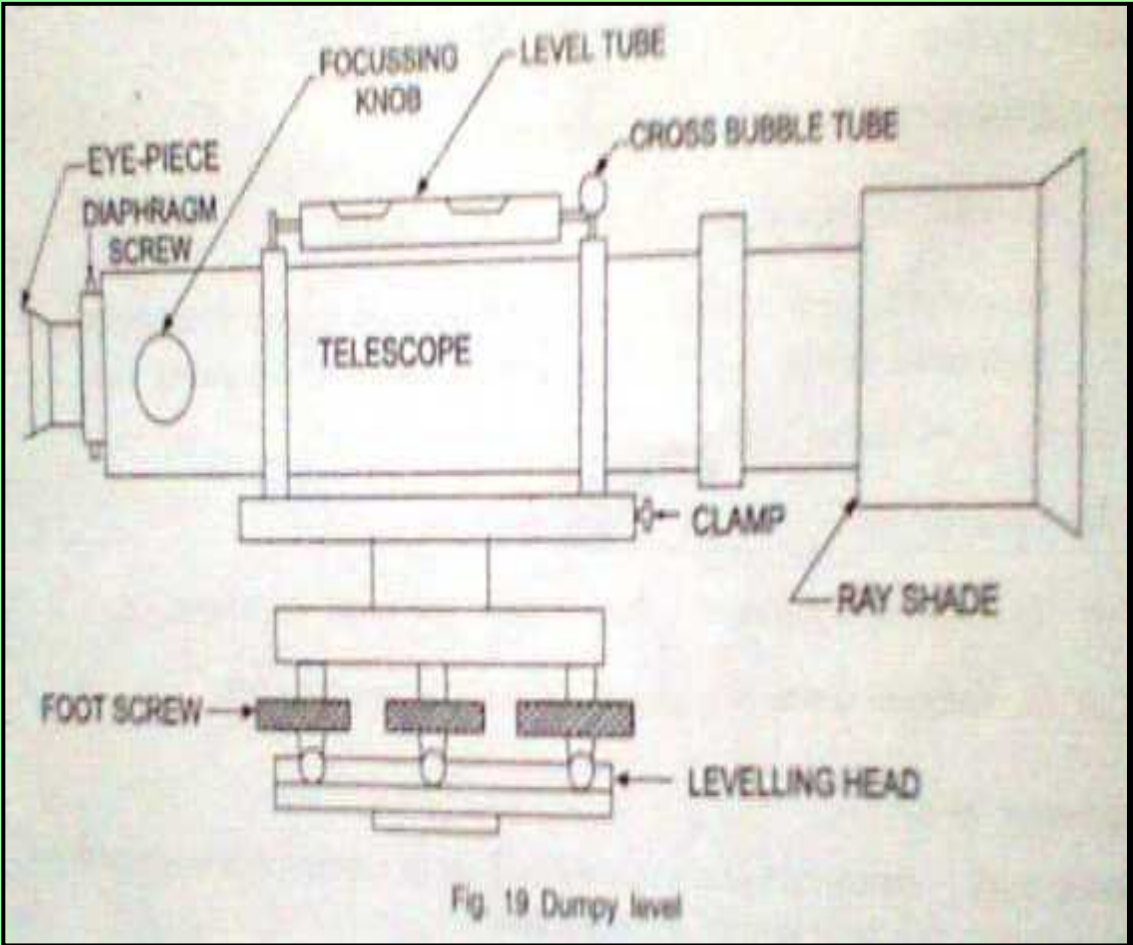 FOCUSSING
KNOB
LEVEL TUBE
CROSS BUBBLE TUBE
EYE-PIECE
DIAPHRAGM
SCREW
TELESCOPE
CLAMP
RAY SHADE
FOOT SCREW
LEVELLING HEAD
Fig. 19 Dumpy level